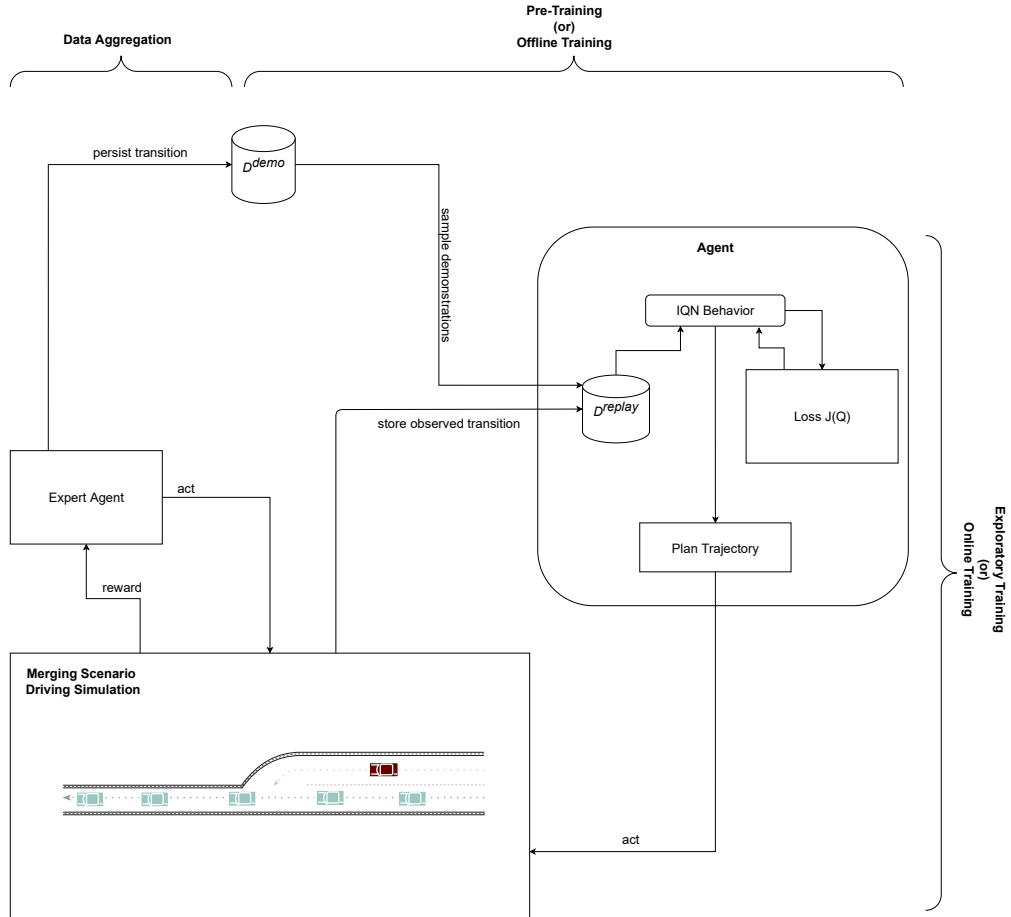 Pre-Training
(or)
Offline Training
Data Aggregation
persist transition
D^demo
sample demonstrations
Agent
IQN Behavior
D^replay
Loss J(Q)
store observed transition
Expert Agent
act
Plan Trajectory
Exploratory Training
(or)
Online Training
reward
Merging Scenario
Driving Simulation
act